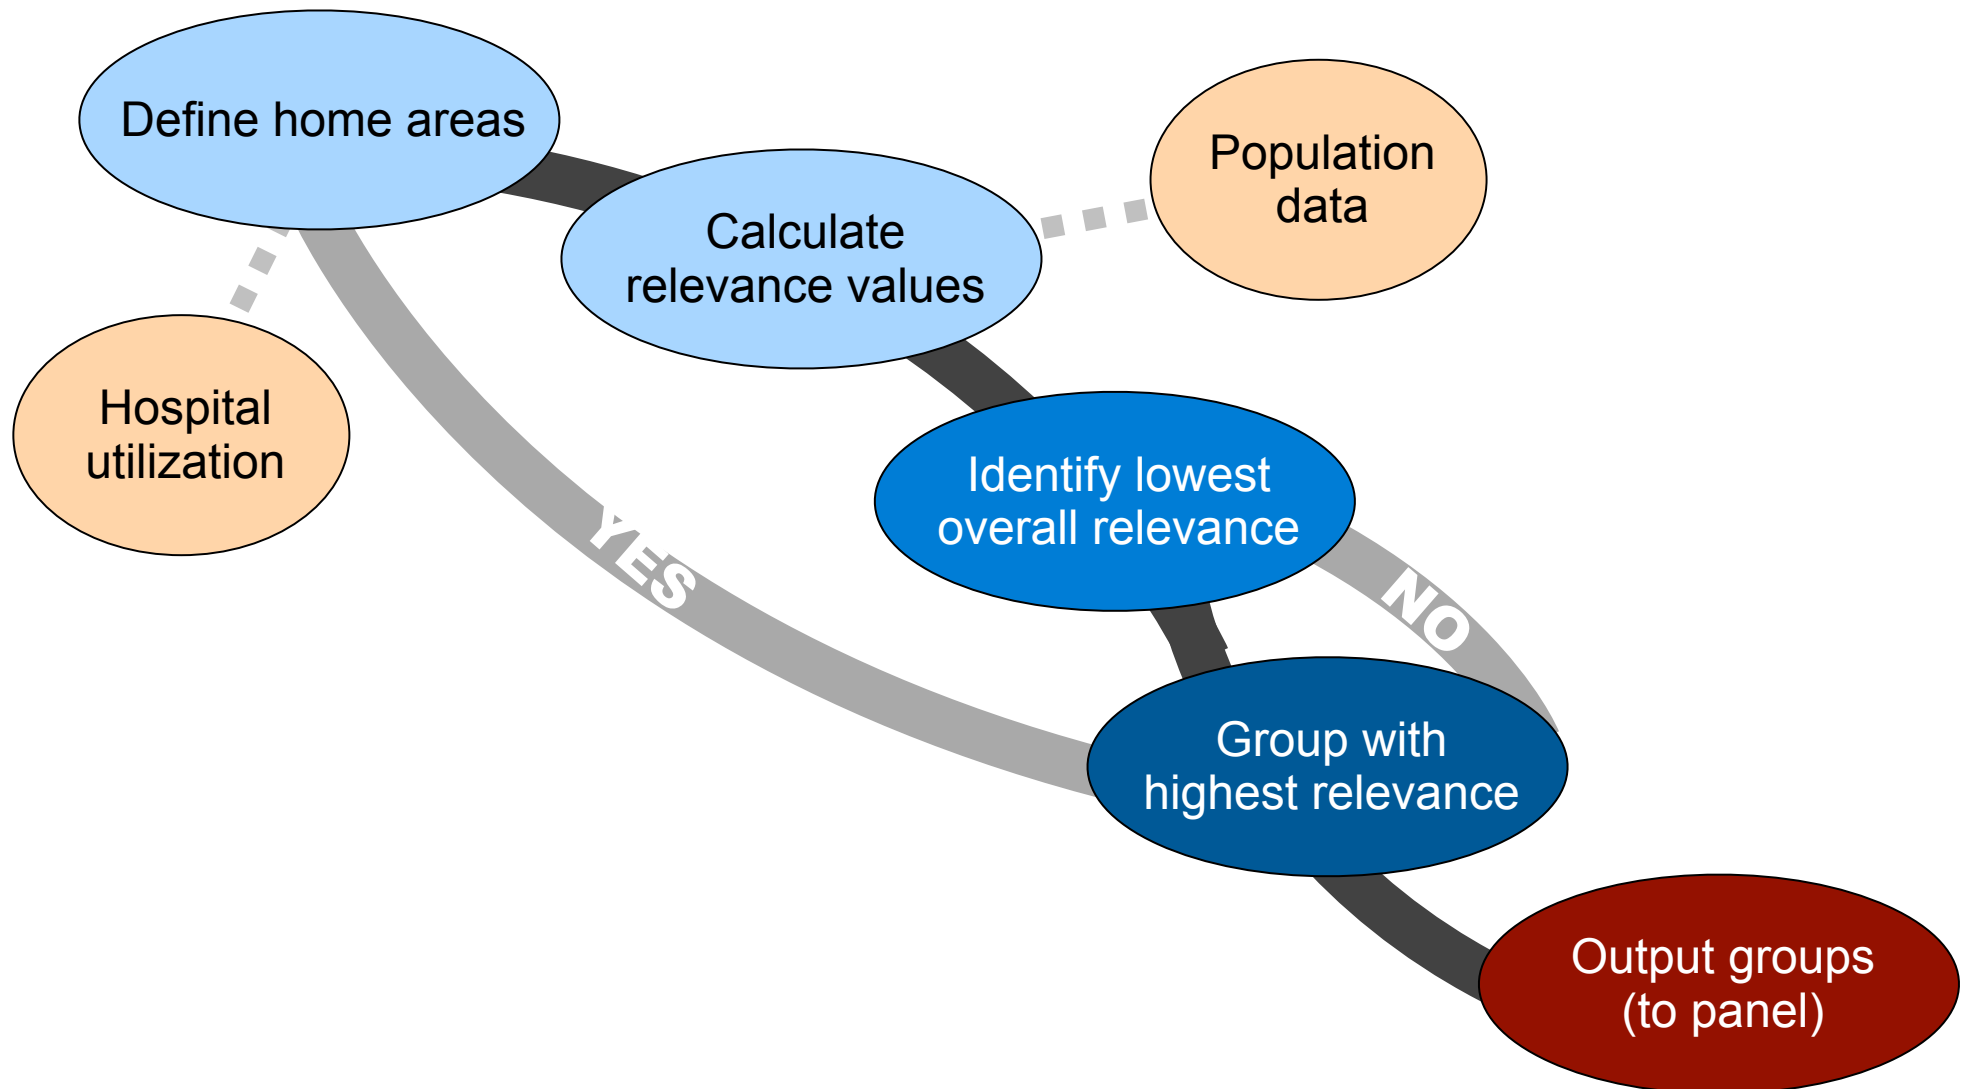 Define home areas
Population
data
Calculate
relevance values
Hospital
utilization
Identify lowest
overall relevance
YES
NO
Group with
highest relevance
Output groups
(to panel)